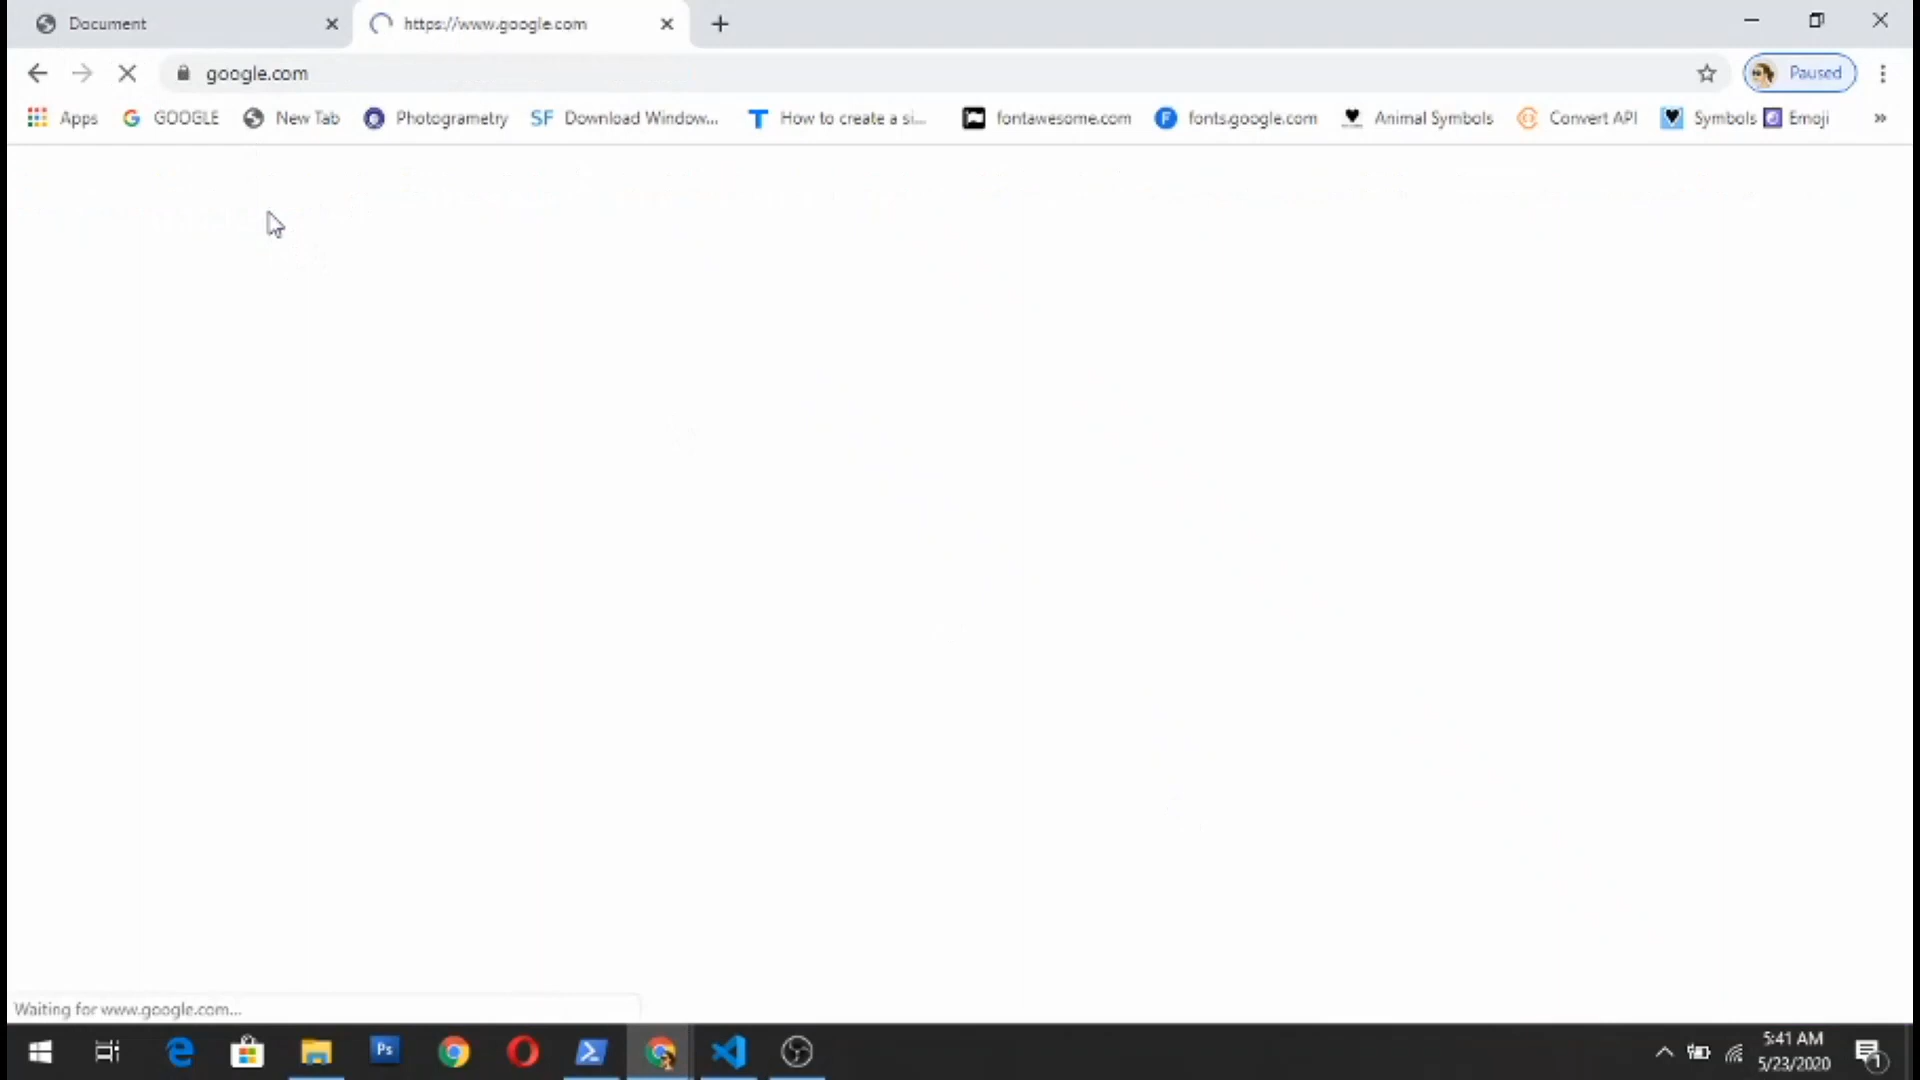 Document
https://www.google.com
google.com
Paused
Apps
GOOGLE
New Tab
Photogrametry
SF
Download Window...
How to create a si...
fontawesome.com
fonts.google.com
Animal Symbols
Convert API
Symbols
Emoji
Waiting for www.google.com...
Ps
5:41 AM
5/23/2020
1